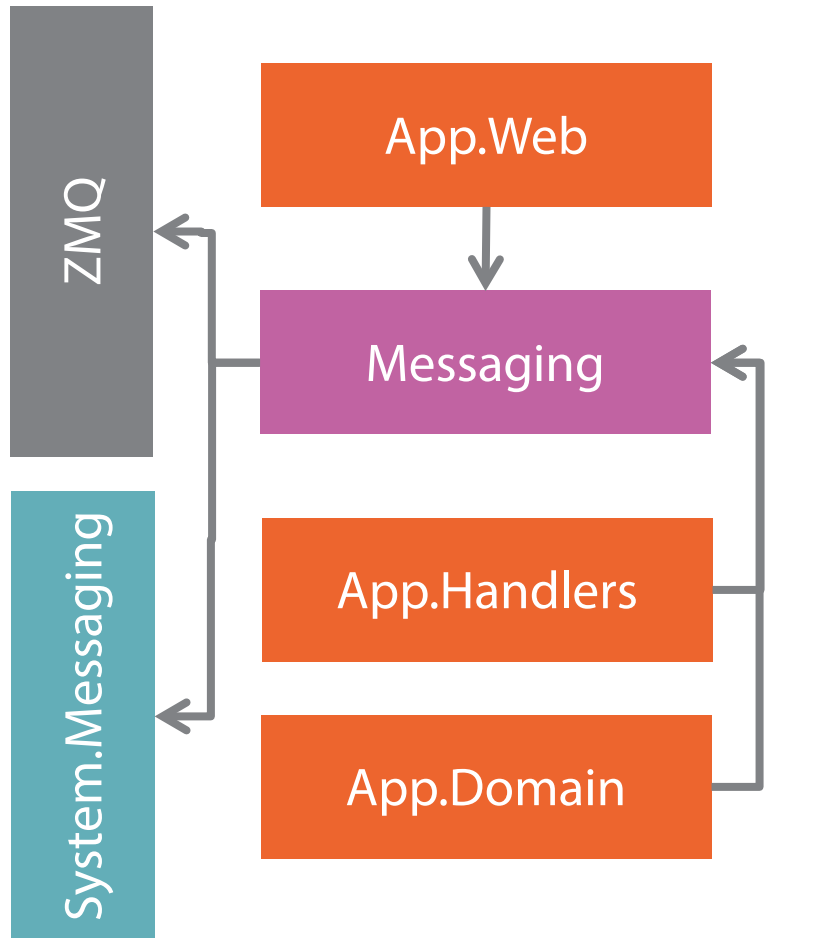 ZMQ
App.Web
Messaging
System.Messaging
App.Handlers
App.Domain